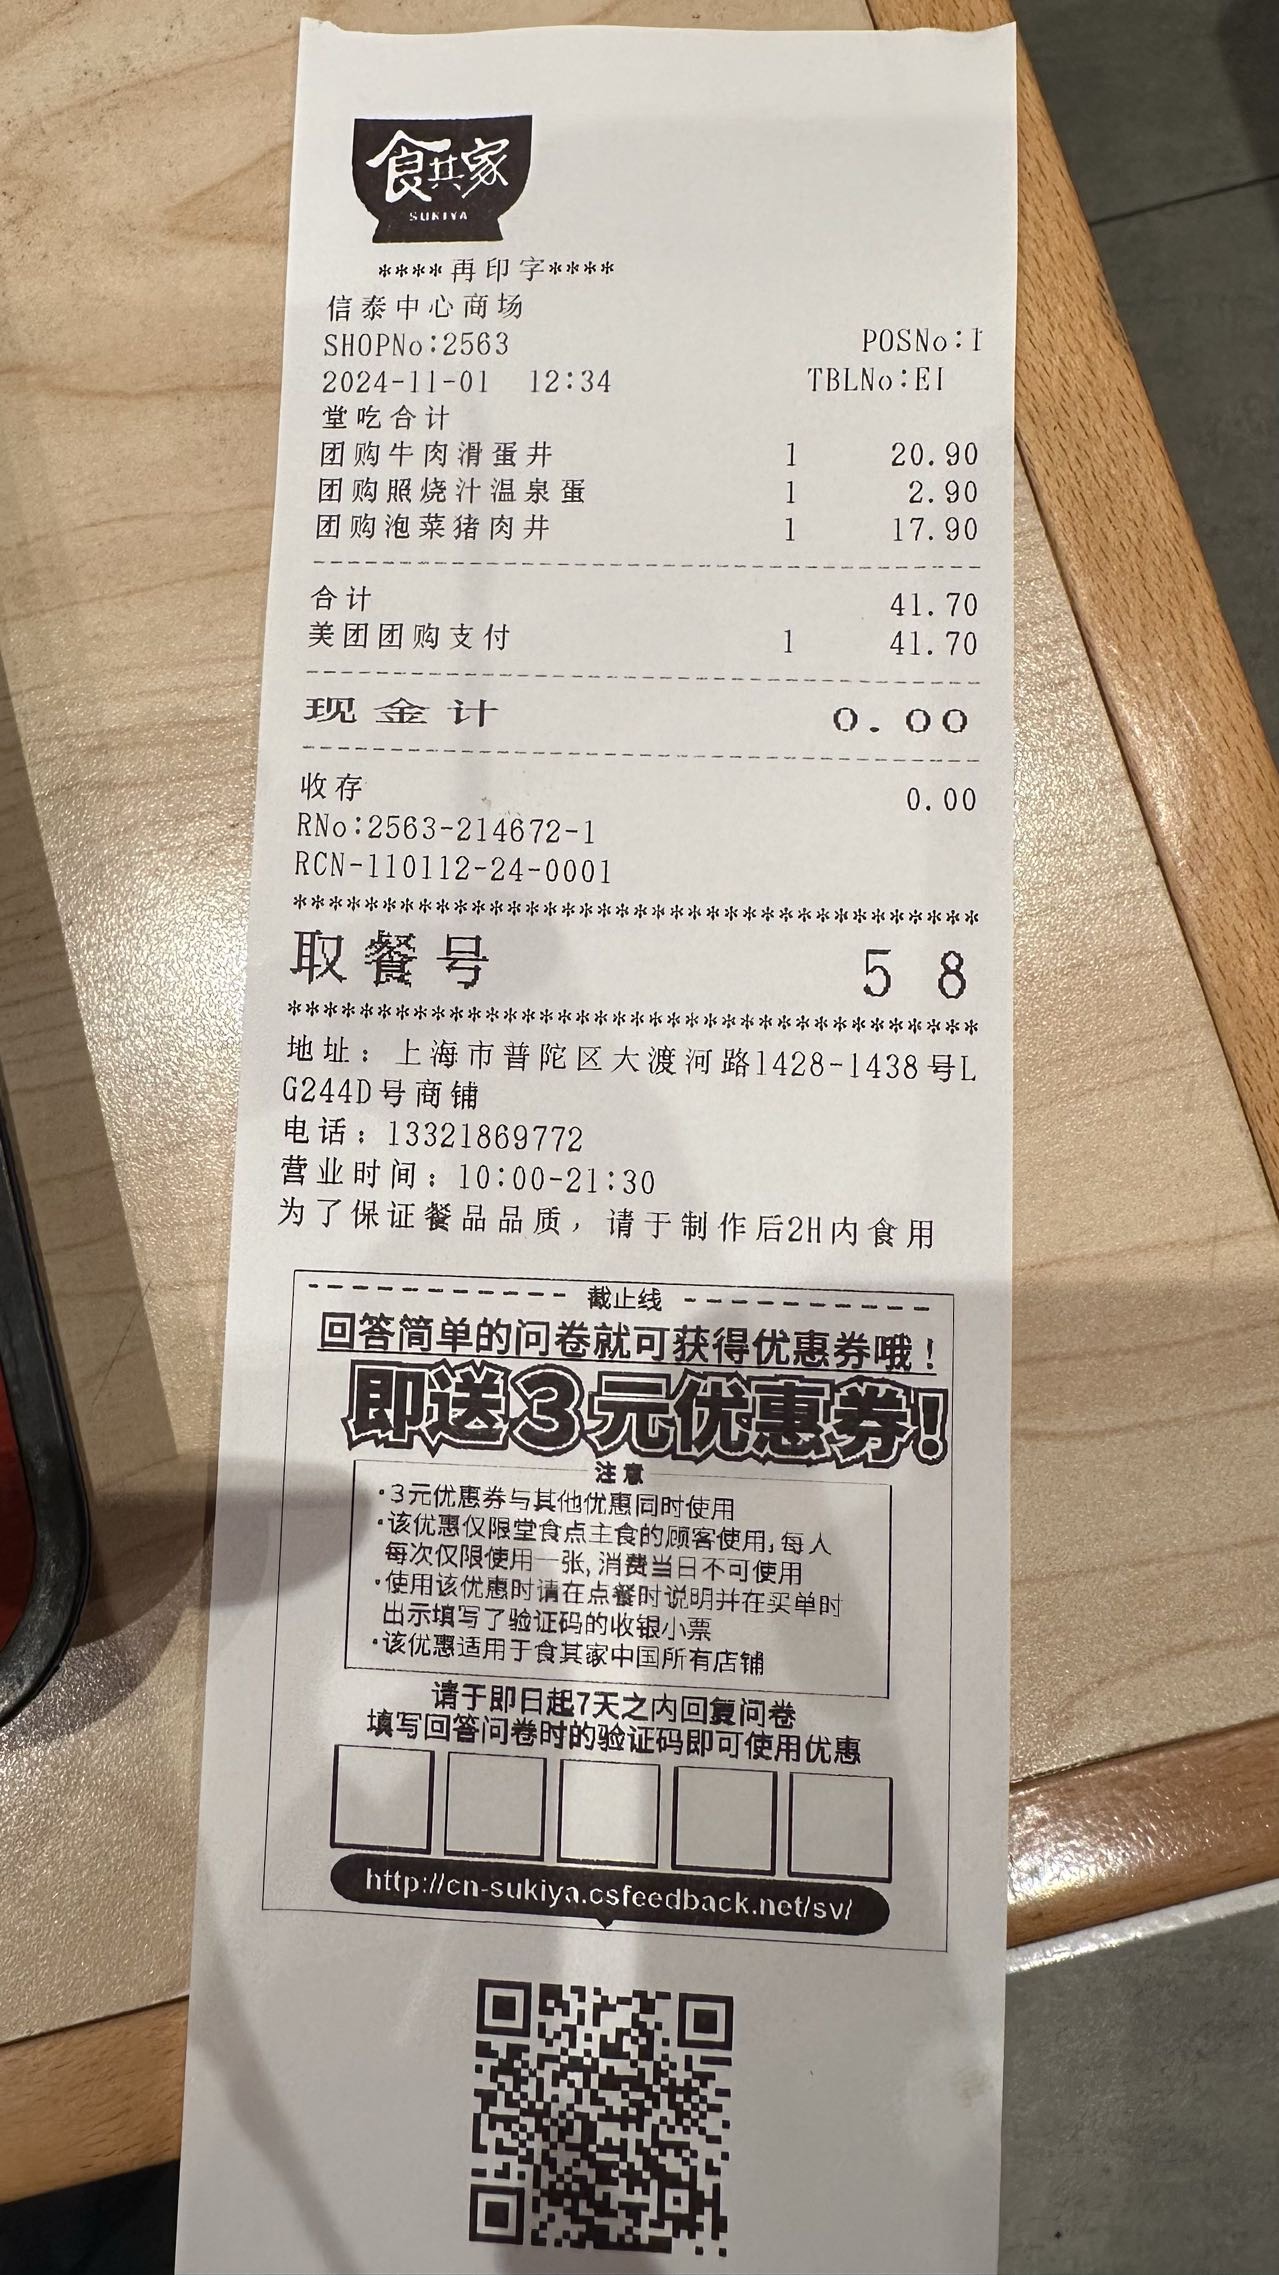 食其家
SUKIYA
****再印字****
信泰中心商场
SHOPNo:2563 POSNo:1
2024-11-01 12:34 TBLNo:E1
堂吃合计
团购牛肉滑蛋井 1 20.90
团购照烧汁温泉蛋 1 2.90
团购泡菜猪肉井 1 17.90
合计 41.70
美团团购支付 1 41.70
现金计 0.00
收存 0.00
RNo:2563-214672-1
RCN-110112-24-0001
取餐号 58
地址：上海市普陀区大渡河路1428-1438号L
G244D号商铺
电话：13321869772
营业时间：10:00-21:30
为了保证餐品品质，请于制作后2H内食用
截止线
回答简单的问卷就可获得优惠券哦！
即送3元优惠券！
注意
·3元优惠券与其他优惠同时使用
·该优惠仅限堂食点主食的顾客使用,每人
每次仅限使用一张,消费当日不可使用
·使用该优惠时请在点餐时说明并在买单时
出示填写了验证码的收银小票
·该优惠适用于食其家中国所有店铺
请于即日起7天之内回复问卷
填写回答问卷时的验证码即可使用优惠
http://cn-sukiya.csfeedback.net/sv/